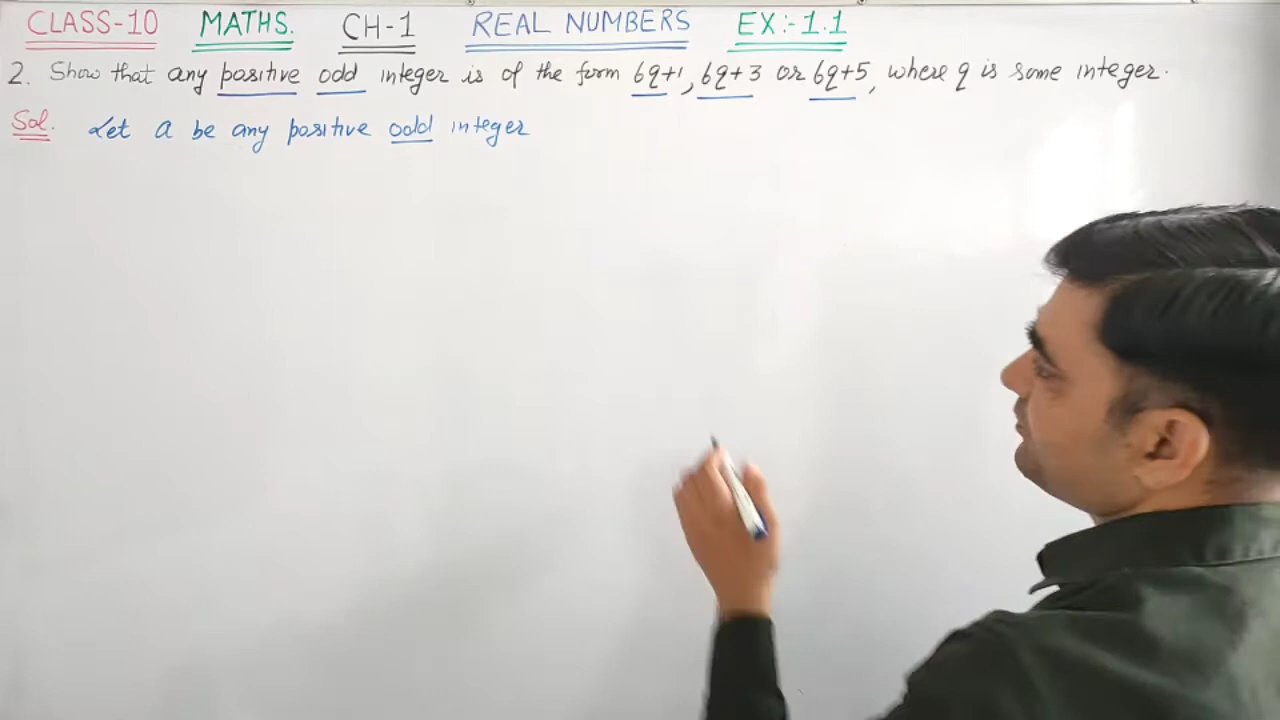 CLASS-10 MATHS. CH-1 REAL NUMBERS EX:-1.1
2. Show that any positive odd integer is of the form 6q+1, 6q+3 or 6q+5, where q is some integer.
Sol. Let a be any positive odd integer